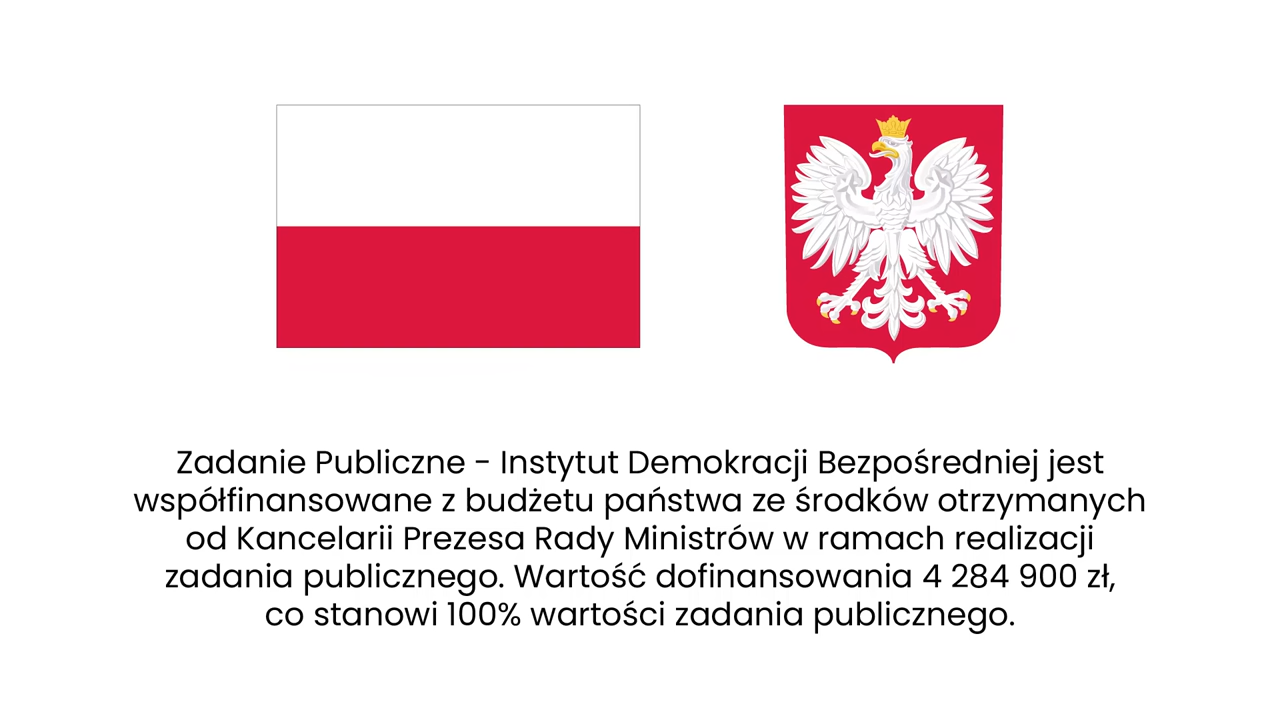 Zadanie Publiczne - Instytut Demokracji Bezpośredniej jest
współfinansowane z budżetu państwa ze środków otrzymanych
od Kancelarii Prezesa Rady Ministrów w ramach realizacji
zadania publicznego. Wartość dofinansowania 4 284 900 zł,
co stanowi 100% wartości zadania publicznego.